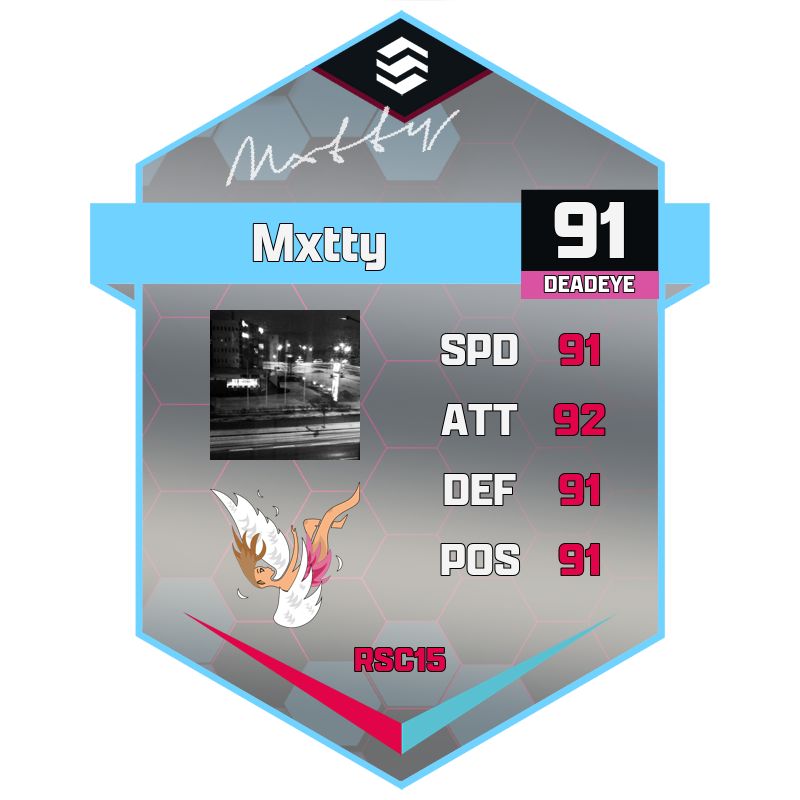 Mxtty
Mxtty
91
DEADEYE
SPD 91
ATT 92
DEF 91
POS 91
RSC15